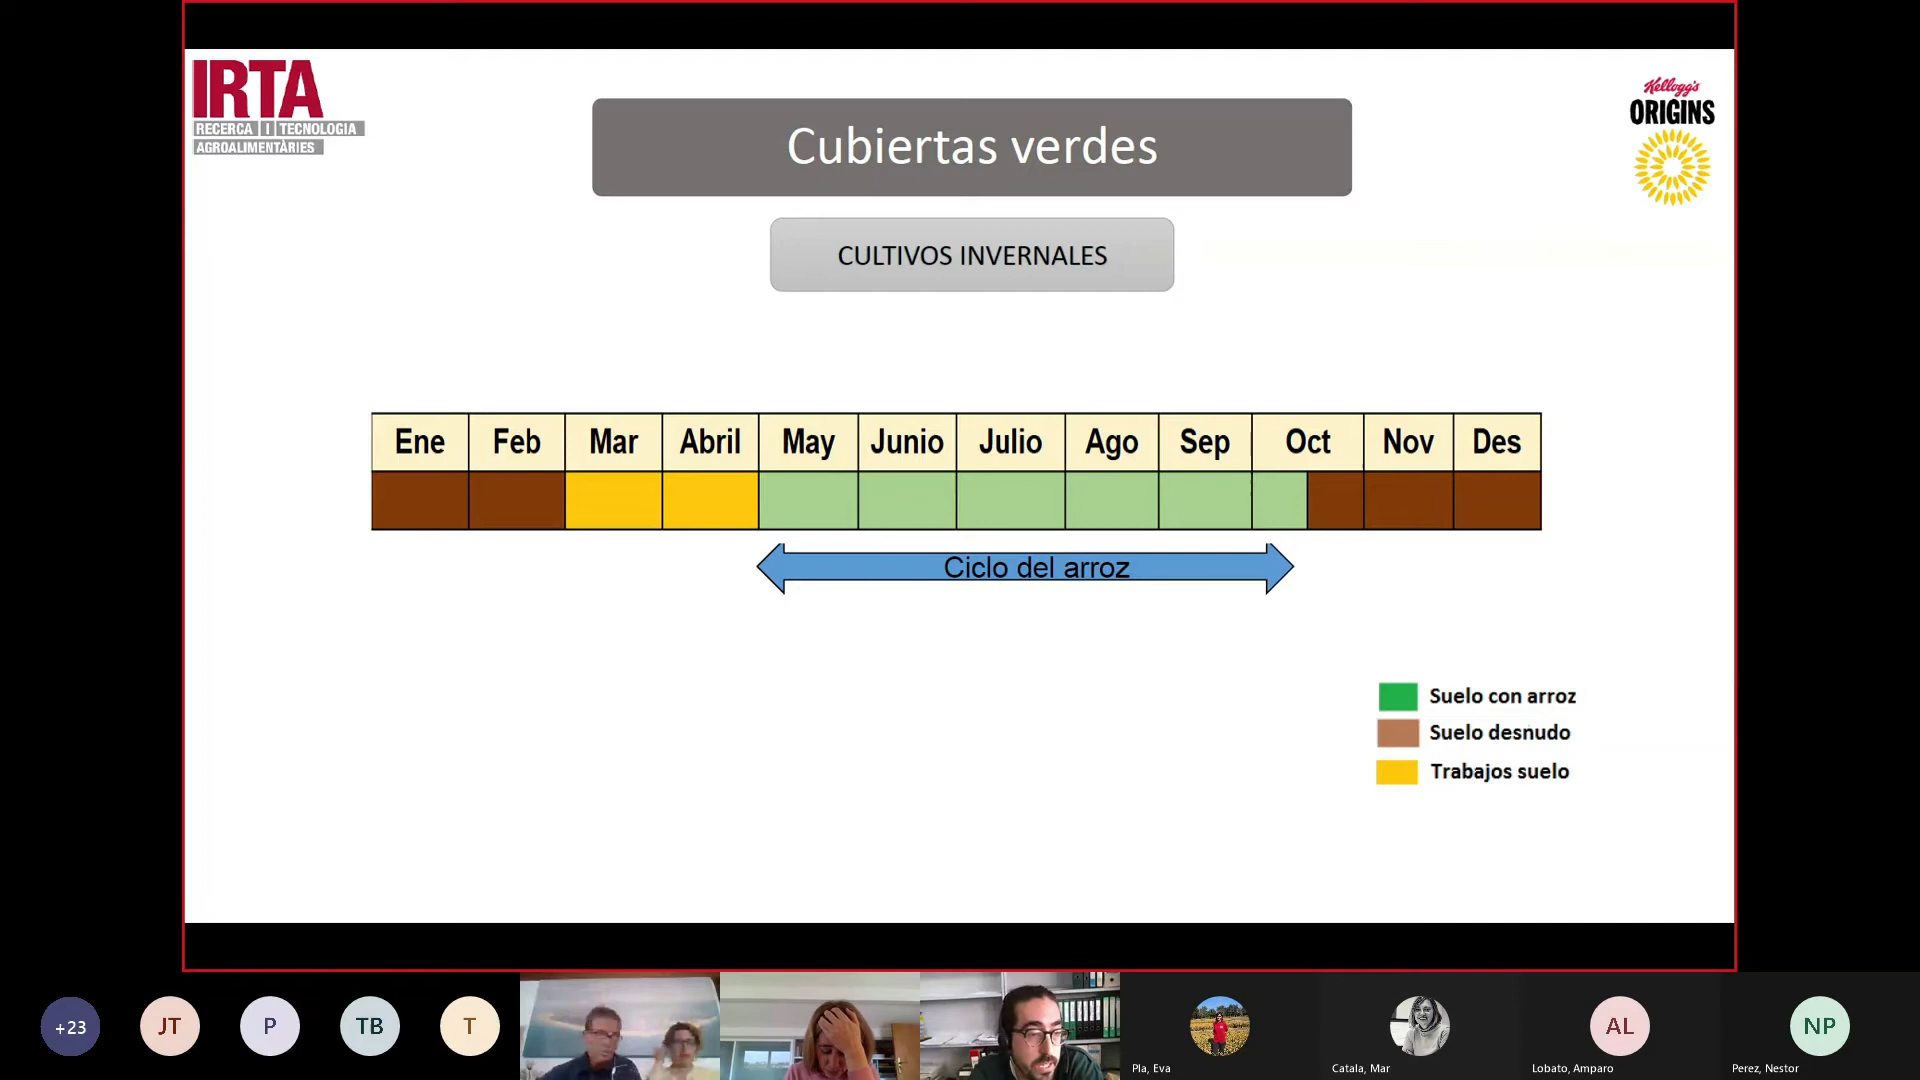 IRTA
RECERCA I TECNOLOGIA
AGROALIMENTÀRIES
Kellogg's
ORIGINS
Cubiertas verdes
CULTIVOS INVERNALES
Ene Feb Mar Abril May Junio Julio Ago Sep Oct Nov Des
Ciclo del arroz
Suelo con arroz
Suelo desnudo
Trabajos suelo
+23 JT P TB T AL NP
Pla, Eva Catala, Mar Lobato, Amparo Perez, Nestor